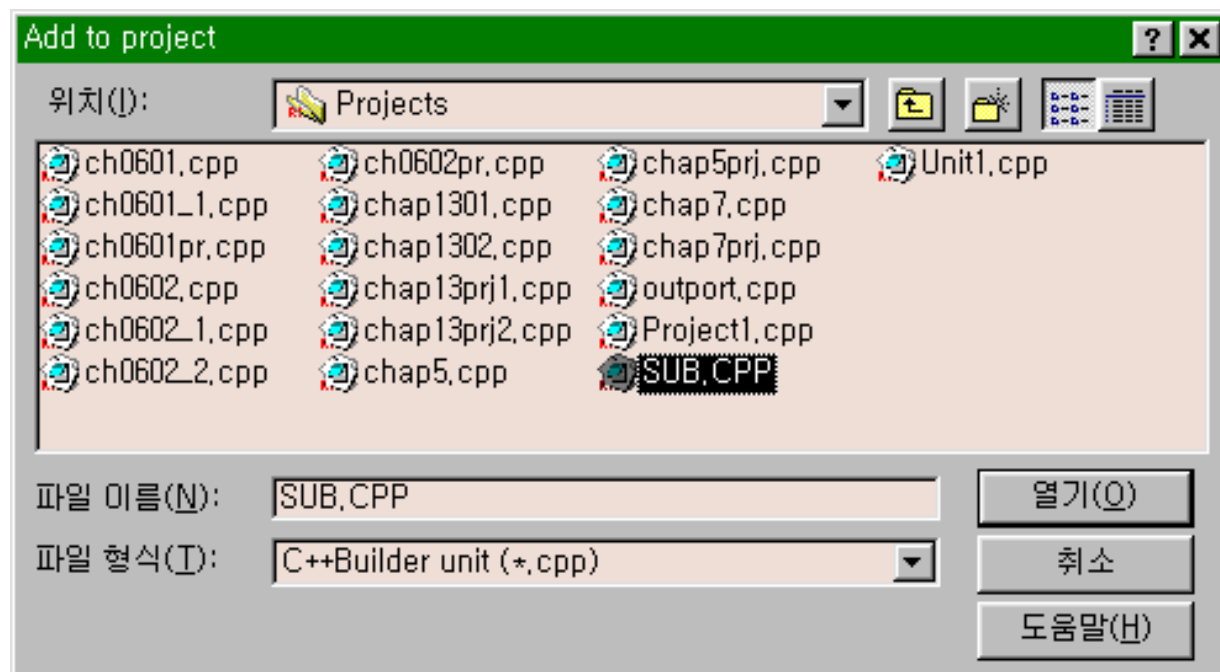 Add to project
위치(I): Projects
ch0601.cpp ch0602pr.cpp chap5prj.cpp Unit1.cpp
ch0601_1.cpp chap1301.cpp chap7.cpp
ch0601pr.cpp chap1302.cpp chap7prj.cpp
ch0602.cpp chap13prj1.cpp outport.cpp
ch0602_1.cpp chap13prj2.cpp Project1.cpp
ch0602_2.cpp chap5.cpp SUB.CPP
파일 이름(N): SUB.CPP 열기(O)
파일 형식(T): C++Builder unit (*.cpp) 취소
도움말(H)